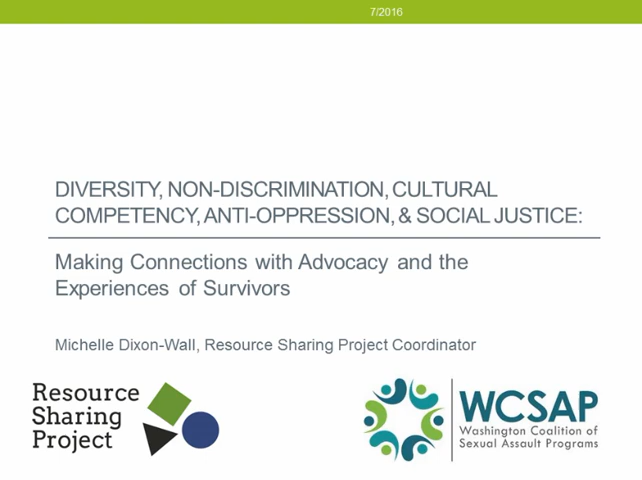 7/2016
DIVERSITY, NON-DISCRIMINATION, CULTURAL
COMPETENCY, ANTI-OPPRESSION, & SOCIAL JUSTICE:
Making Connections with Advocacy and the
Experiences of Survivors
Michelle Dixon-Wall, Resource Sharing Project Coordinator
Resource
Sharing
Project
WCSAP
Washington Coalition of
Sexual Assault Programs